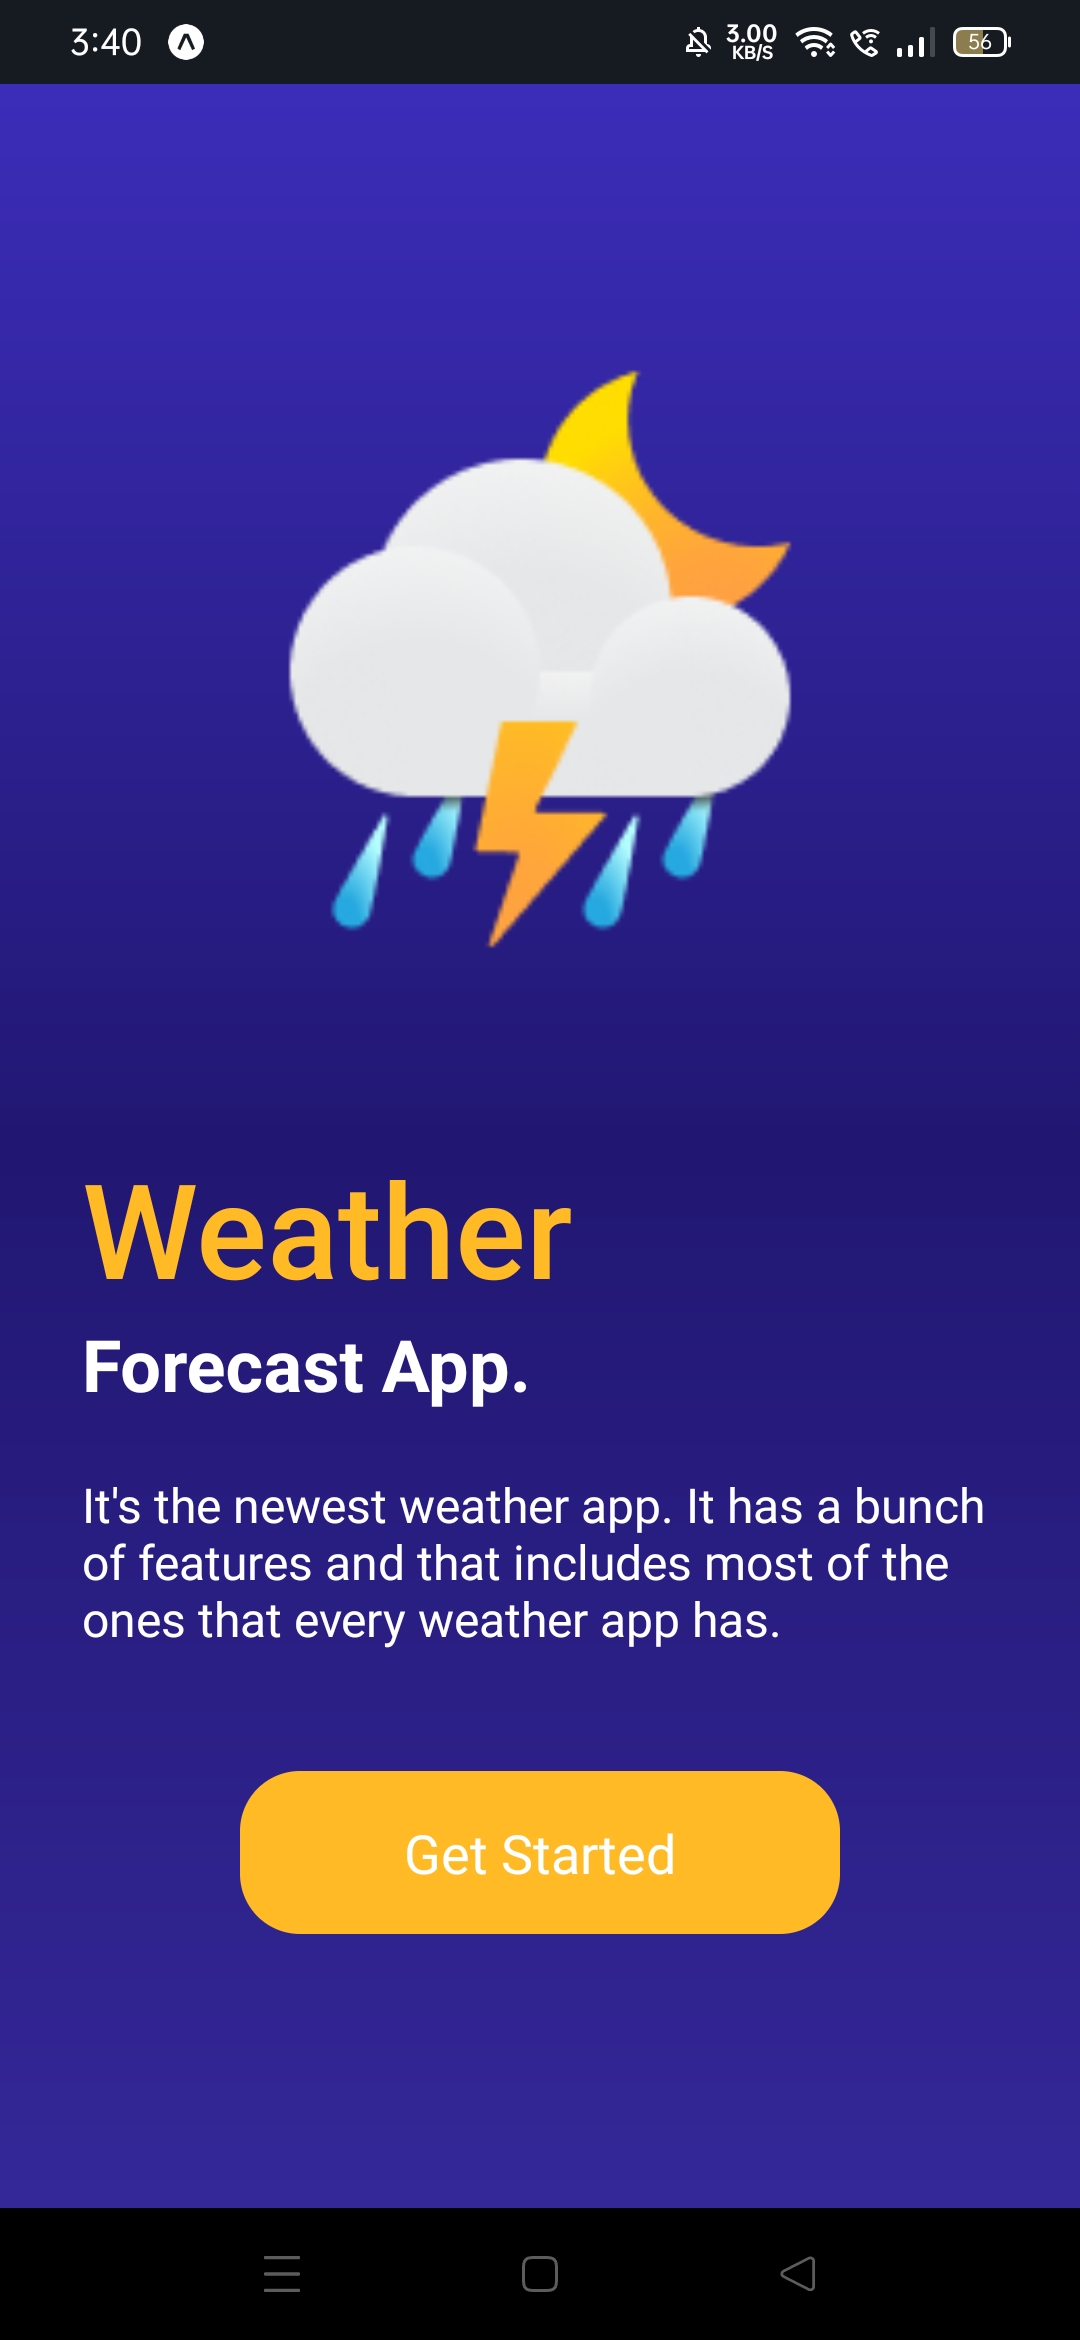 3:40
3.00
KB/S
56
Weather
Forecast App.
It's the newest weather app. It has a bunch
of features and that includes most of the
ones that every weather app has.
Get Started